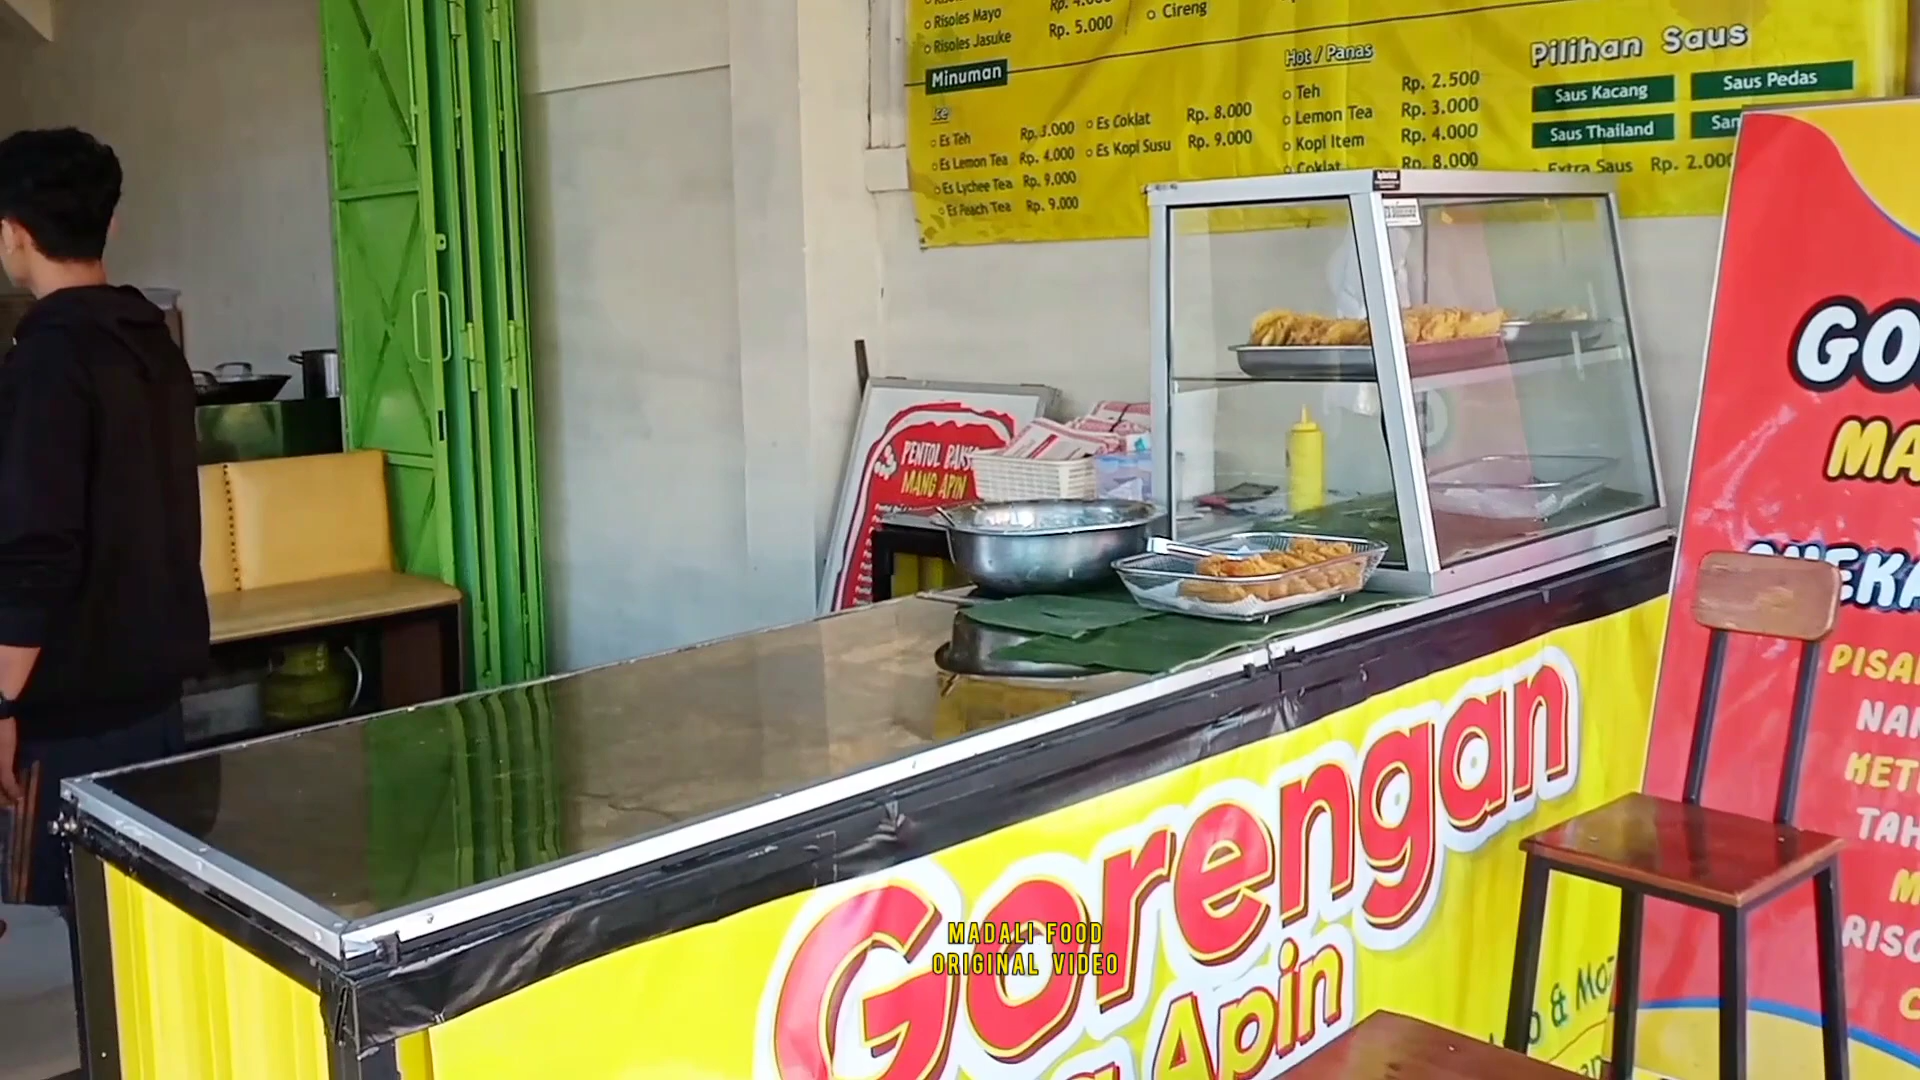 Risoles Mayo
Risoles Jasuke Rp. 5.000
Cireng
Minuman
Ice
Es Teh Rp. 3.000
Es Lemon Tea Rp. 4.000
Es Lychee Tea Rp. 9.000
Es Peach Tea Rp. 9.000
Es Coklat Rp. 8.000
Es Kopi Susu Rp. 9.000
Hot / Panas
Teh Rp. 2.500
Lemon Tea Rp. 3.000
Kopi Item Rp. 4.000
Coklat Rp. 8.000
Pilihan Saus
Saus Kacang Saus Pedas
Saus Thailand
Extra Saus Rp. 2.000
PENTOL
MANG APIN
GO
MA
PISA
NA
KET
TAH
M
RISO
Gorengan
Apin
MADALI FOOD
ORIGINAL VIDEO